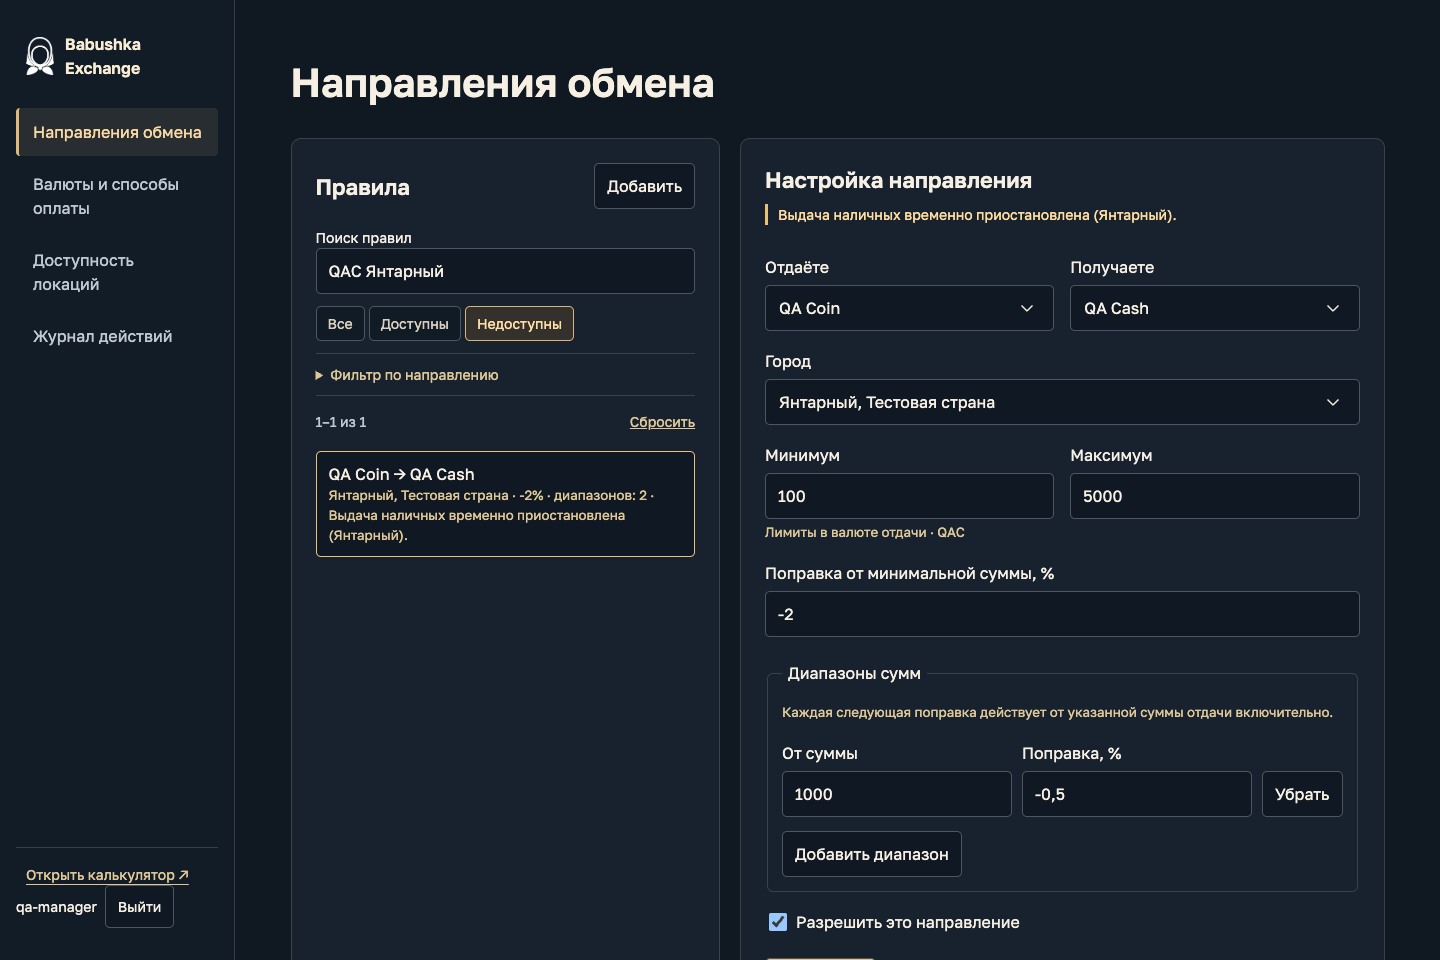 Babushka
Exchange
Направления обмена
Валюты и способы
оплаты
Доступность
локаций
Журнал действий
Открыть калькулятор ↗
qa-manager
Выйти
Направления обмена
Правила
Добавить
Поиск правил
QAC Янтарный
Все
Доступны
Недоступны
▶ Фильтр по направлению
1–1 из 1
Сбросить
QA Coin → QA Cash
Янтарный, Тестовая страна · -2% · диапазонов: 2 ·
Выдача наличных временно приостановлена
(Янтарный).
Настройка направления
Выдача наличных временно приостановлена (Янтарный).
Отдаёте
Получаете
QA Coin
QA Cash
Город
Янтарный, Тестовая страна
Минимум
Максимум
100
5000
Лимиты в валюте отдачи · QAC
Поправка от минимальной суммы, %
-2
Диапазоны сумм
Каждая следующая поправка действует от указанной суммы отдачи включительно.
От суммы
Поправка, %
1000
-0,5
Убрать
Добавить диапазон
Разрешить это направление